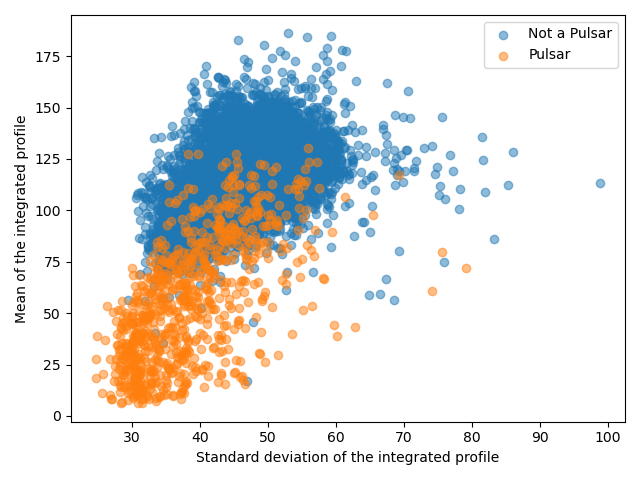 Not a Pulsar
Pulsar
Mean of the integrated profile
175
150
125
100
75
50
25
0
30 40 50 60 70 80 90 100
Standard deviation of the integrated profile